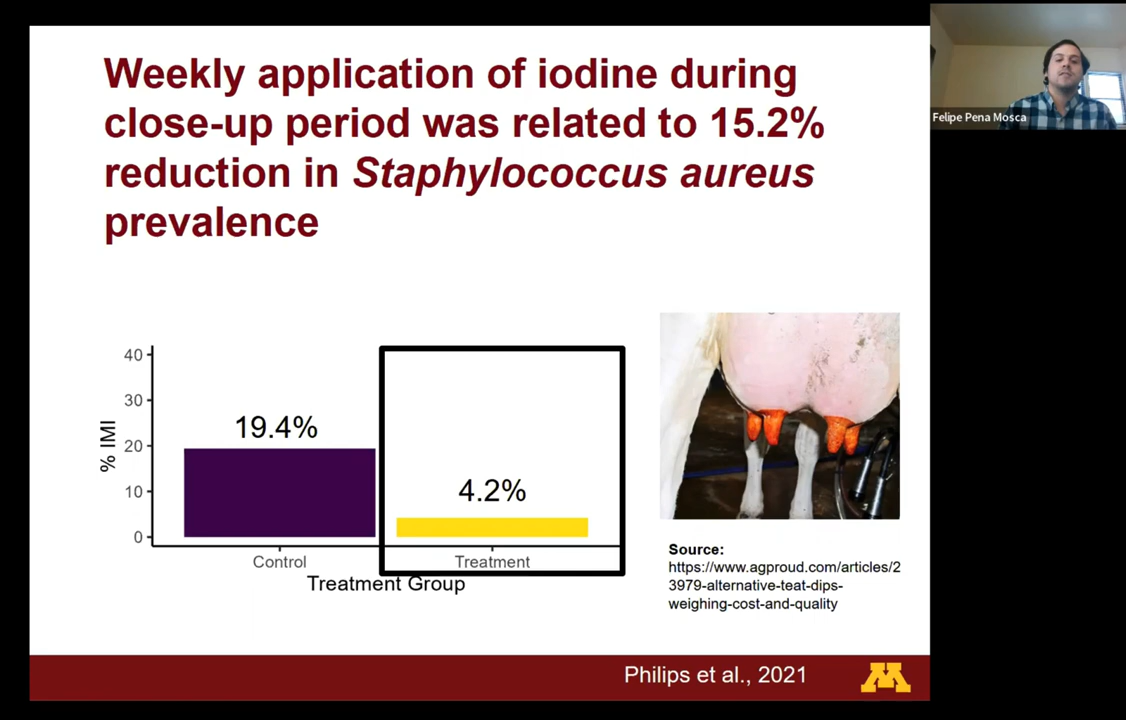 Weekly application of iodine during
close-up period was related to 15.2%
reduction in Staphylococcus aureus
prevalence
Felipe Pena Mosca
40
30
20
10
0
% IMI
19.4%
4.2%
Control
Treatment
Treatment Group
Source:
https://www.agproud.com/articles/2
3979-alternative-teat-dips-
weighing-cost-and-quality
Philips et al., 2021
M